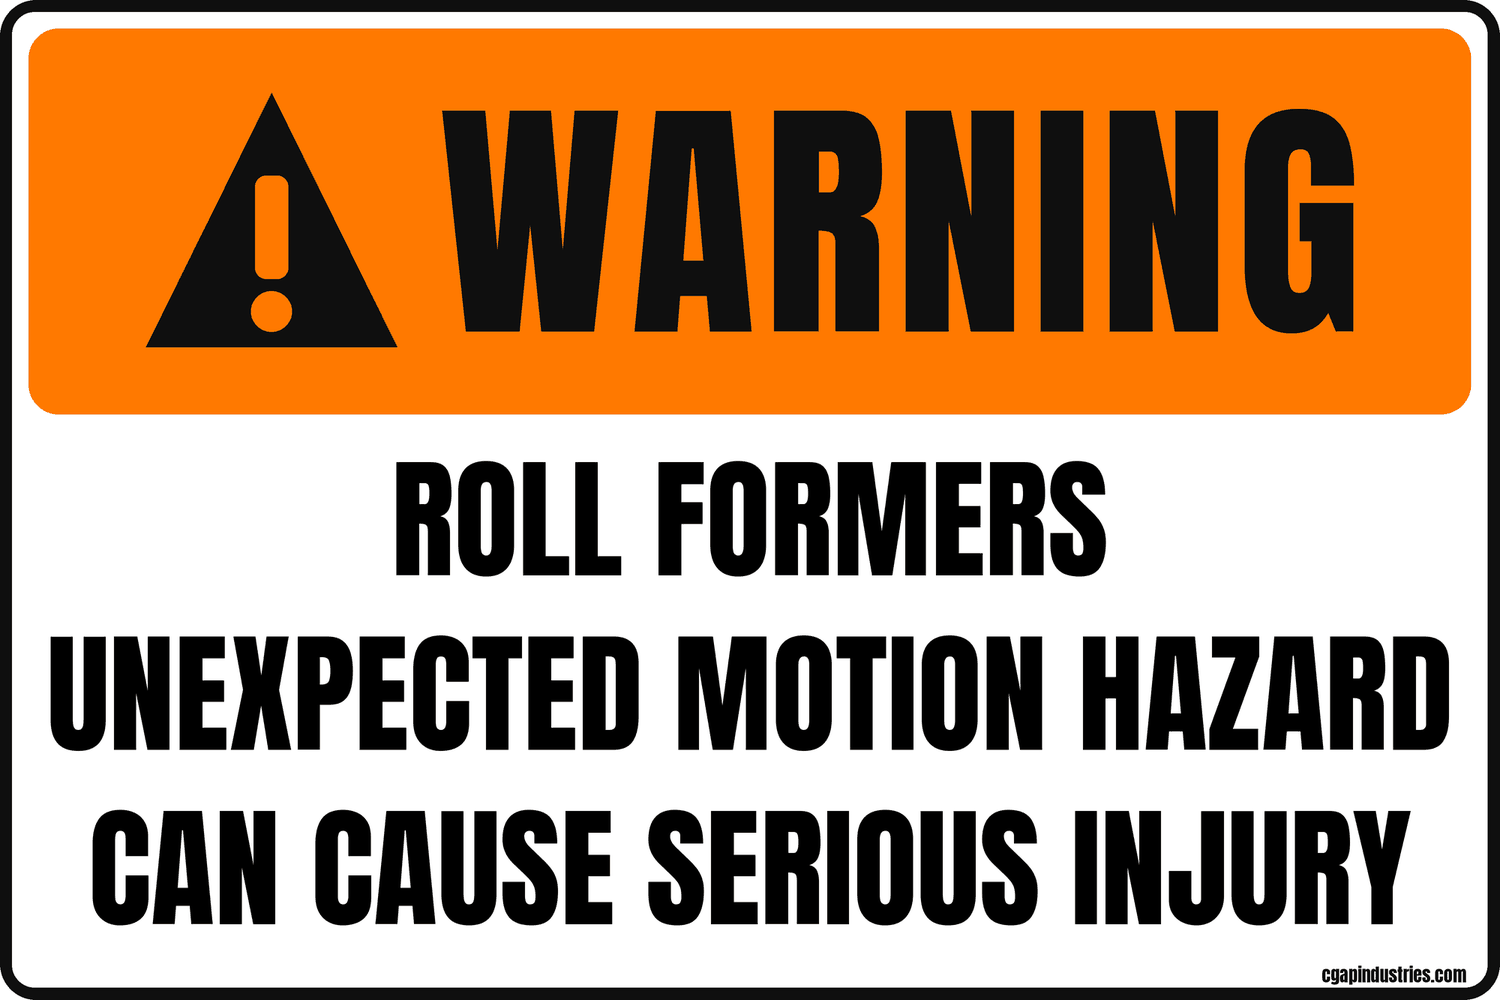 WARNING
ROLL FORMERS
UNEXPECTED MOTION HAZARD
CAN CAUSE SERIOUS INJURY
cgapindustries.com